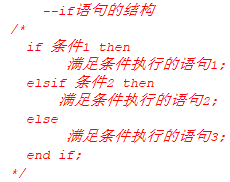 --if语句的结构
/*
if 条件1 then
满足条件执行的语句1;
elsif 条件2 then
满足条件执行的语句2;
else
满足条件执行的语句3;
end if;
*/